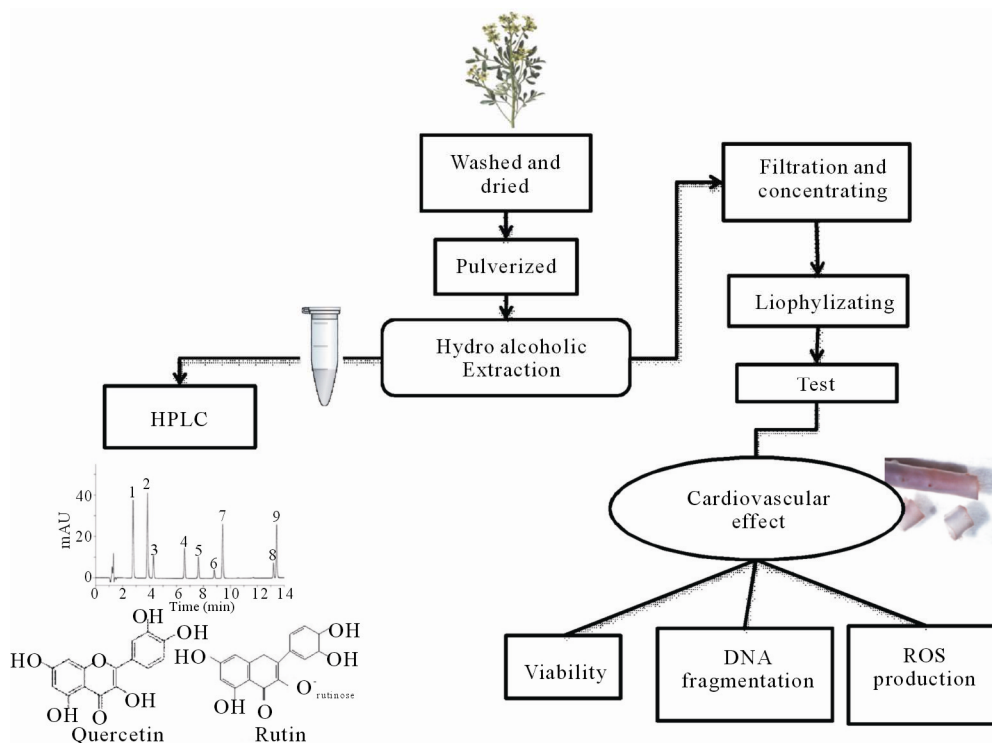 Washed and
dried
Pulverized
Hydro alcoholic
Extraction
Filtration and
concentrating
Liophylizating
Test
Cardiovascular
effect
Viability
DNA
fragmentation
ROS
production
HPLC
mAU
40
20
0
1
2
3
4
5
6
7
8
9
0 2 4 6 8 10 12 14
Time (min)
OH
OH
HO
O
OH
OH
O
Quercetin
OH
OH
HO
O-
rutinose
OH
O
Rutin